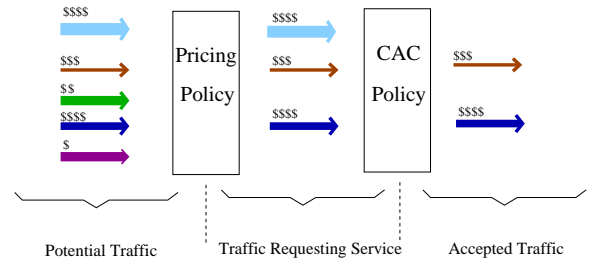 $$$$
$$$
$$
$$$$
$
Pricing
Policy
$$$$
$$$
$$$$
CAC
Policy
$$$
$$$$
Potential Traffic
Traffic Requesting Service
Accepted Traffic